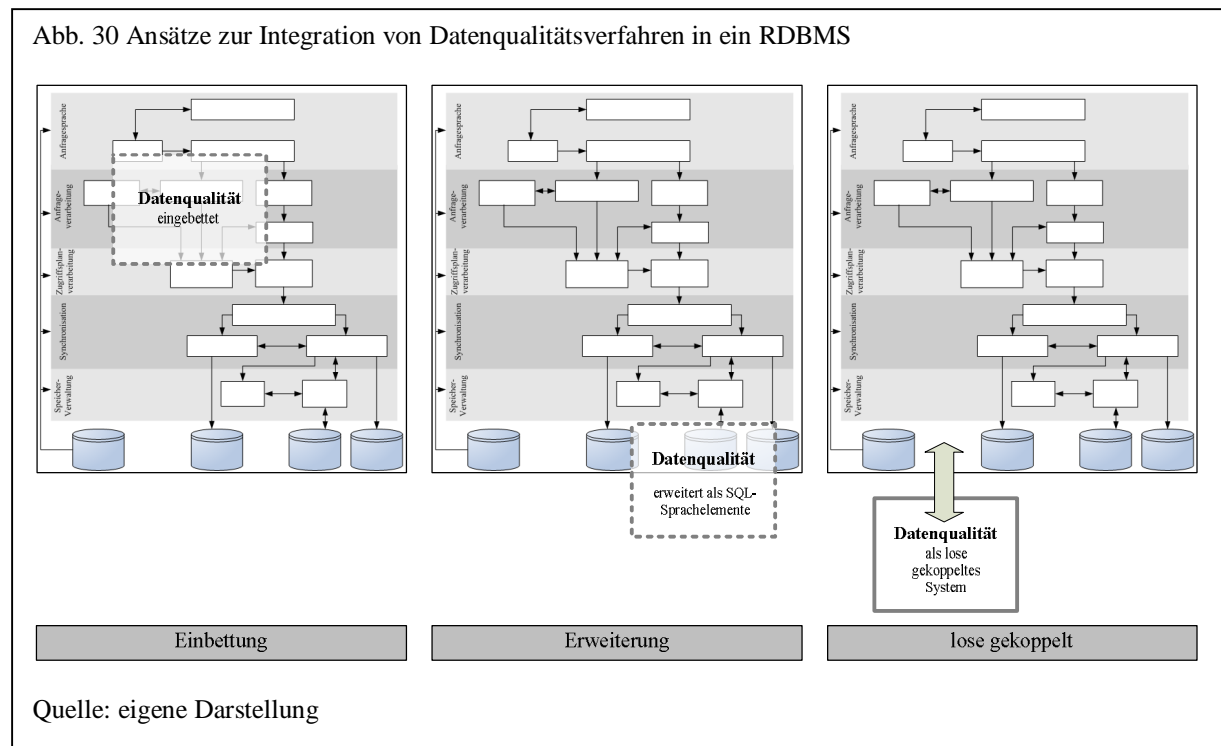 Abb. 30 Ansätze zur Integration von Datenqualitätsverfahren in ein RDBMS
Anfragesprache
Anfrage-
verarbeitung
Zugriffsplan-
verarbeitung
Synchronisation
Speicher-
Verwaltung
Datenqualität
eingebettet
Einbettung
Anfragesprache
Anfrage-
verarbeitung
Zugriffsplan-
verarbeitung
Synchronisation
Speicher-
Verwaltung
Datenqualität
erweitert als SQL-
Sprachelemente
Erweiterung
Anfragesprache
Anfrage-
verarbeitung
Zugriffsplan-
verarbeitung
Synchronisation
Speicher-
Verwaltung
Datenqualität
als lose
gekoppeltes
System
lose gekoppelt
Quelle: eigene Darstellung